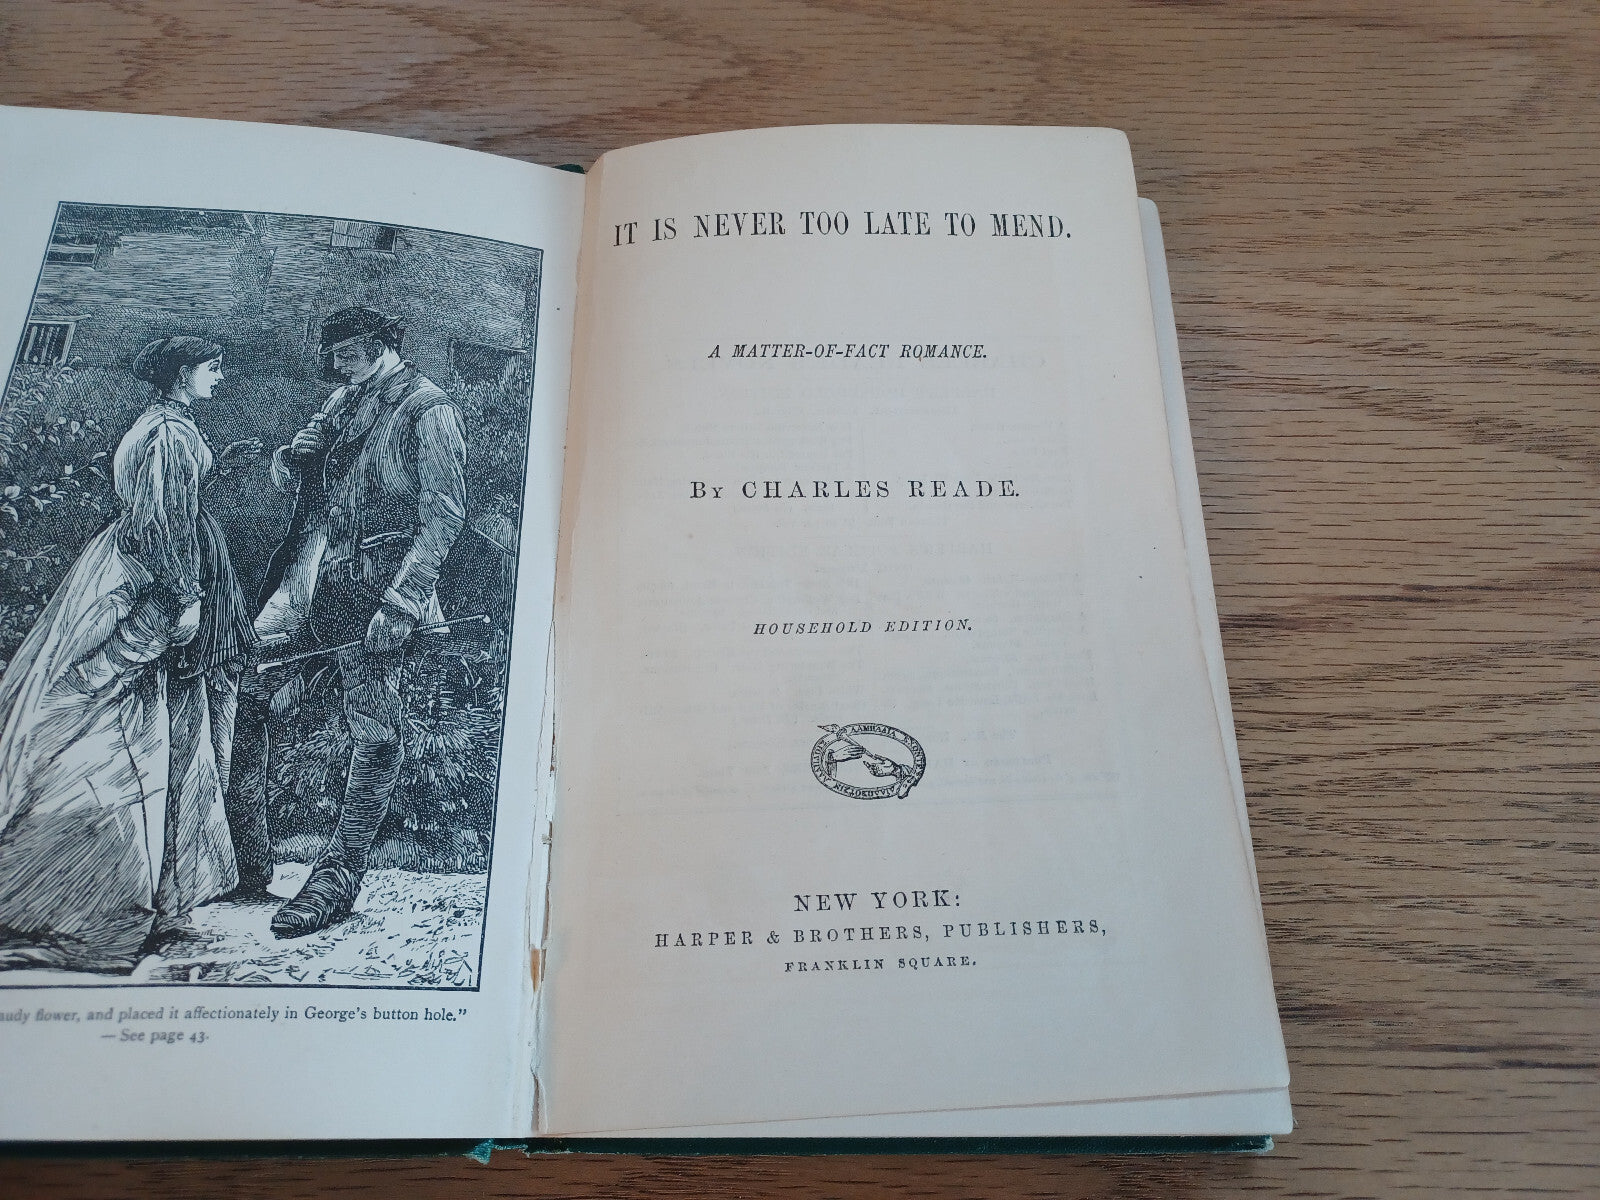 audy flower, and placed it affectionately in George's button hole."
—See page 43.
IT IS NEVER TOO LATE TO MEND.
A MATTER-OF-FACT ROMANCE.
By CHARLES READE.
HOUSEHOLD EDITION.
NEW YORK:
HARPER & BROTHERS, PUBLISHERS,
FRANKLIN SQUARE.